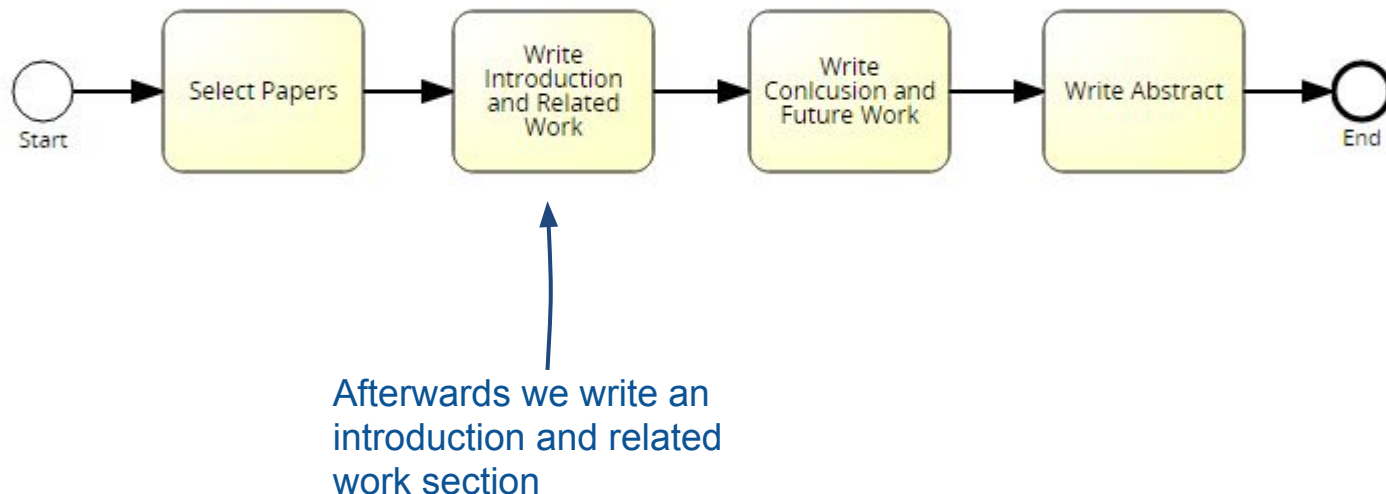 Start
Select Papers
Write
Introduction
and Related
Work
Write
Conlcusion and
Future Work
Write Abstract
End
Afterwards we write an
introduction and related
work section